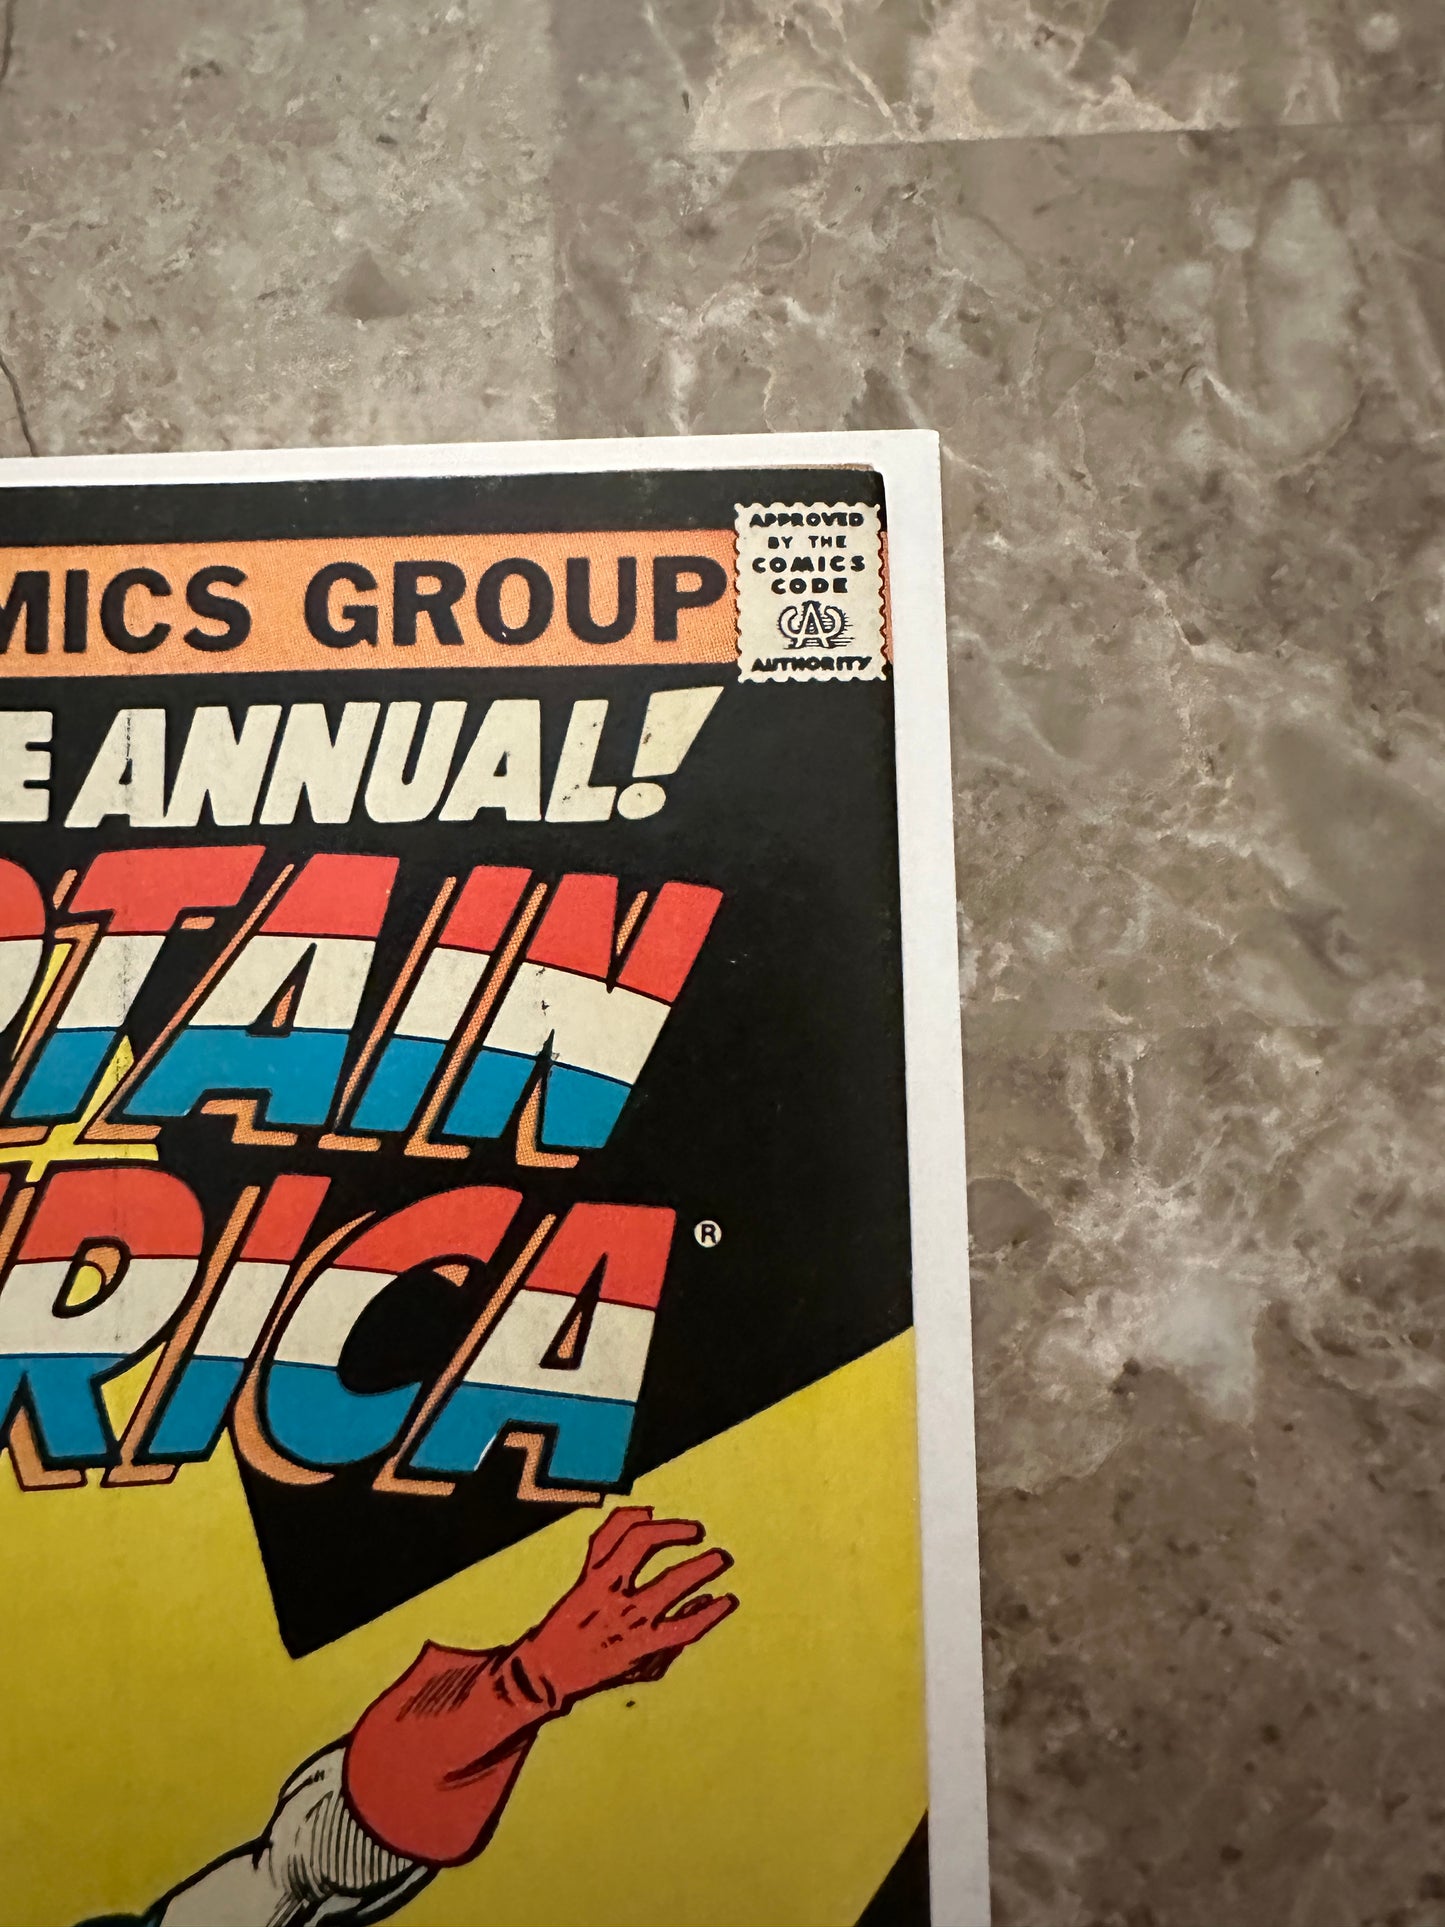 MICS GROUP
APPROVED
BY THE
COMICS
CODE
CA
AUTHORITY
E ANNUAL!
PTAIN
RICA®